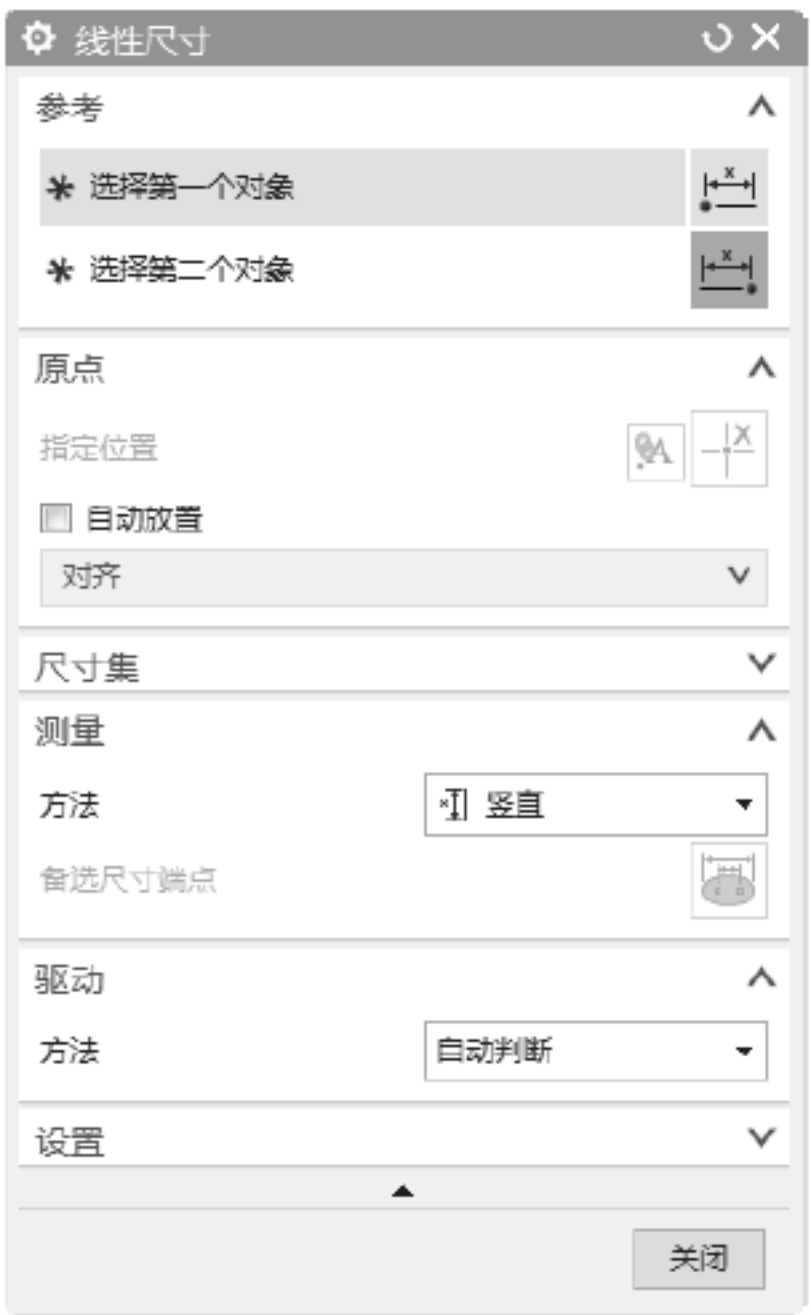 线性尺寸
参考
* 选择第一个对象
* 选择第二个对象
原点
指定位置
自动放置
对齐
尺寸集
测量
方法 竖直
备选尺寸端点
驱动
方法 自动判断
设置
关闭